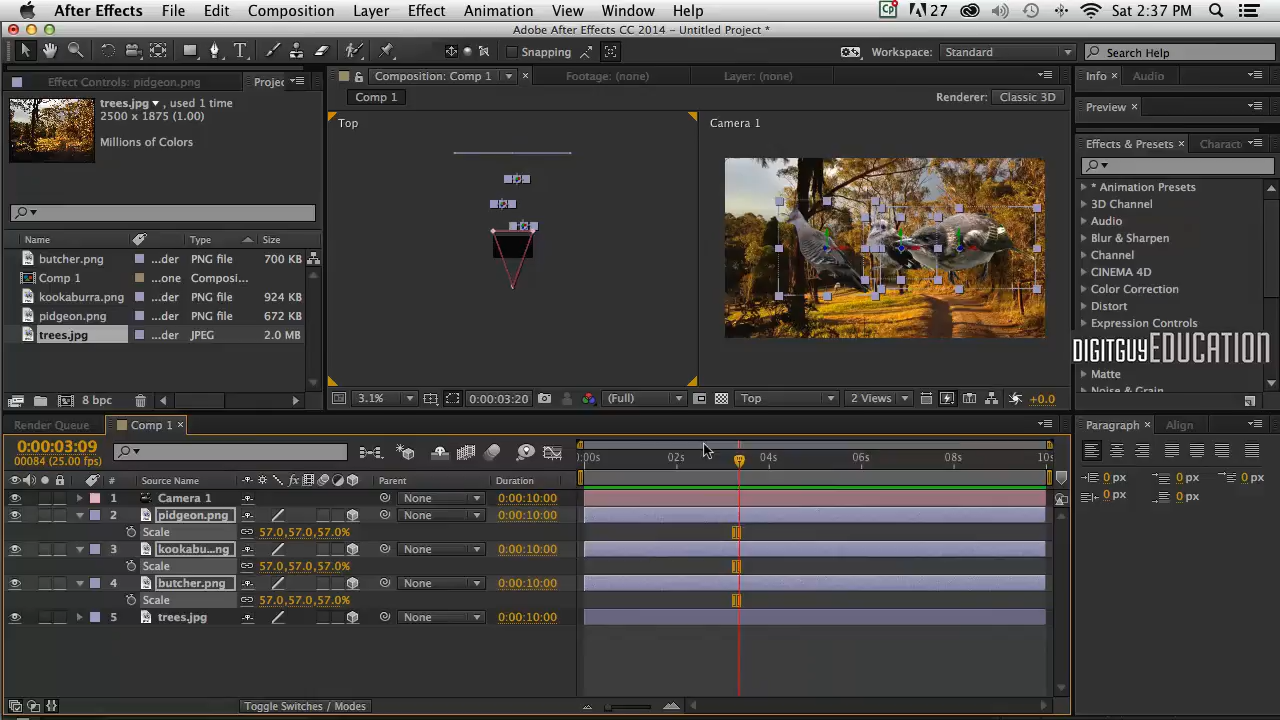 After Effects File Edit Composition Layer Effect Animation View Window Help 27 Sat 2:37 PM
Adobe After Effects CC 2014 – Untitled Project *
Snapping Workspace: Standard Search Help
Effect Controls: pidgeon.png Projec
Composition: Comp 1 Footage: (none) Layer: (none)
Info × Audio
Comp 1 Renderer: Classic 3D
trees.jpg , used 1 time
2500 x 1875 (1.00)
Millions of Colors
Preview ×
Top Camera 1
Effects & Presets × Charact
* Animation Presets
3D Channel
Audio
Blur & Sharpen
Channel
CINEMA 4D
Color Correction
Distort
Expression Controls
DIGITGUYEDUCATION
Matte
Noise & Grain
Name Type Size
butcher.png ...der PNG file 700 KB
Comp 1 ...one Composi...
kookaburra.png ...der PNG file 924 KB
pidgeon.png ...der PNG file 672 KB
trees.jpg ...der JPEG 2.0 MB
8 bpc
3.1% 0:00:03:20 (Full) Top 2 Views +0.0
Render Queue Comp 1 ×
Paragraph × Align
0:00:03:09
00084 (25.00 fps)
:00s 02s 04s 06s 08s 10s
# Source Name Parent Duration
1 Camera 1 None 0:00:10:00
2 pidgeon.png None 0:00:10:00
Scale 57.0,57.0,57.0%
3 kookabu...ng None 0:00:10:00
Scale 57.0,57.0,57.0%
4 butcher.png None 0:00:10:00
Scale 57.0,57.0,57.0%
5 trees.jpg None 0:00:10:00
0 px 0 px 0 px
0 px 0 px
Toggle Switches / Modes